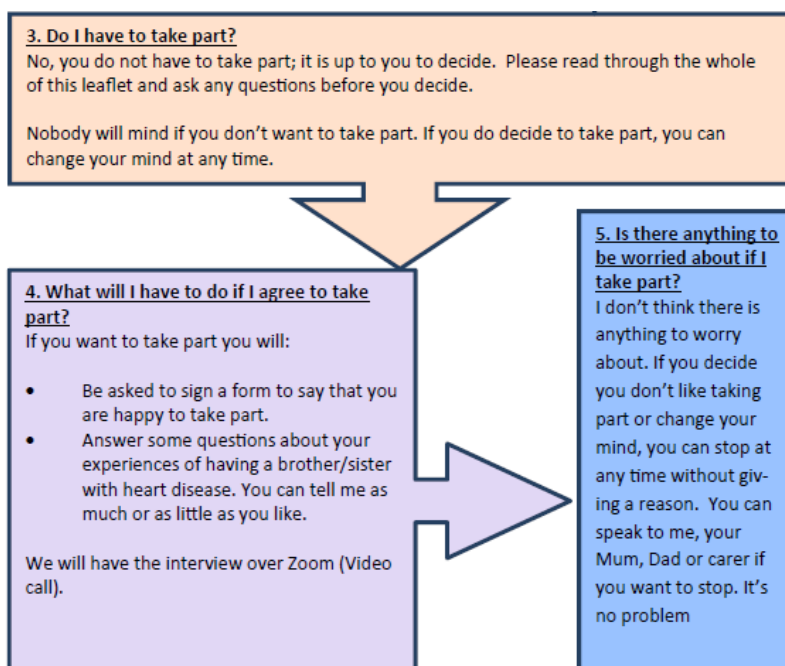 3. Do I have to take part?
No, you do not have to take part; it is up to you to decide.  Please read through the whole
of this leaflet and ask any questions before you decide.
Nobody will mind if you don’t want to take part. If you do decide to take part, you can
change your mind at any time.
4. What will I have to do if I agree to take
part?
If you want to take part you will:
• Be asked to sign a form to say that you
are happy to take part.
• Answer some questions about your
experiences of having a brother/sister
with heart disease. You can tell me as
much or as little as you like.
We will have the interview over Zoom (Video
call).
5. Is there anything to
be worried about if I
take part?
I don’t think there is
anything to worry
about. If you decide
you don’t like taking
part or change your
mind, you can stop at
any time without giv-
ing a reason.  You can
speak to me, your
Mum, Dad or carer if
you want to stop. It’s
no problem